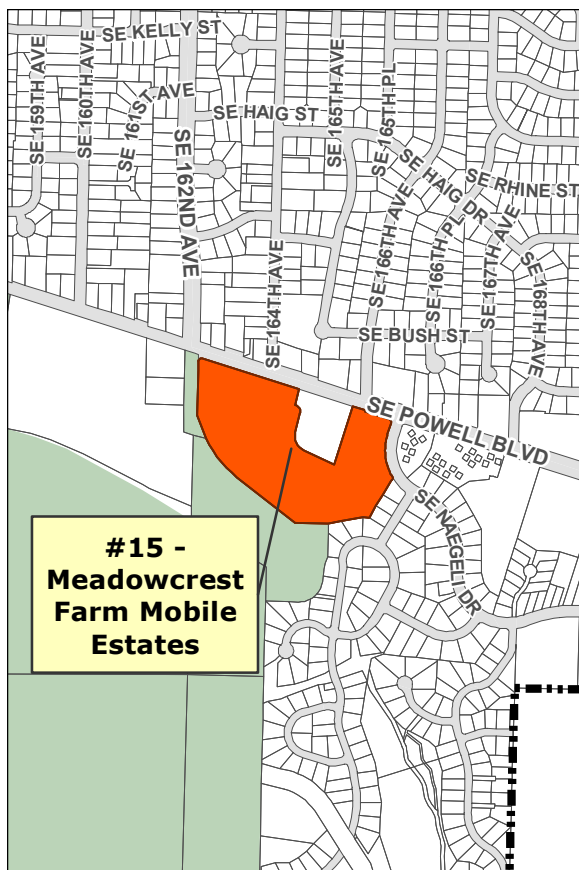 SE KELLY ST
SE 159TH AVE
SE 160TH AVE
SE 161ST AVE
SE 162ND AVE
SE HAIG ST
SE 165TH AVE
SE 165TH PL
SE HAIG DR
SE RHINE ST
SE 164TH AVE
SE 166TH AVE
SE 166TH PL
SE 167TH AVE
SE 168TH AVE
SE BUSH ST
SE POWELL BLVD
SE NAEGELI DR
#15 -
Meadowcrest
Farm Mobile
Estates